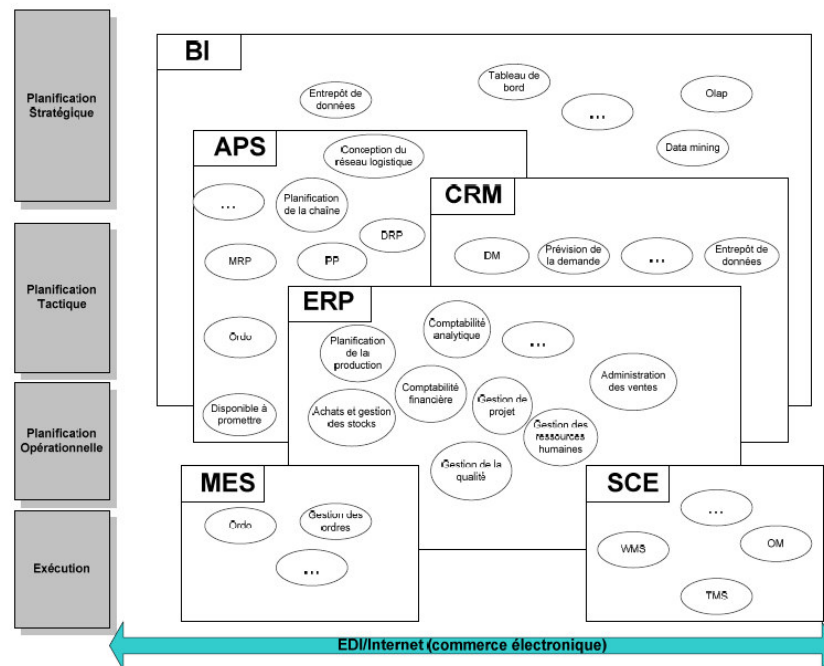 Planification
Stratégique
Planification
Tactique
Planification
Opérationnelle
Exécution
BI
Entrepôt de
données
Tableau de
bord
...
Olap
Data mining
APS
Conception du
réseau logistique
...
Planification
de la chaîne
DRP
MRP
PP
Ordo
Disponible à
promettre
CRM
DM
Prévision de
la demande
...
Entrepôt de
données
ERP
Planification
de la
production
Comptabilité
analytique
...
Comptabilité
financière
Administration
des ventes
Achats et gestion
des stocks
Gestion de
projet
Gestion des
ressources
humaines
Gestion de la
qualité
MES
Ordo
Gestion des
ordres
...
SCE
...
WMS
OM
TMS
EDI/Internet (commerce électronique)